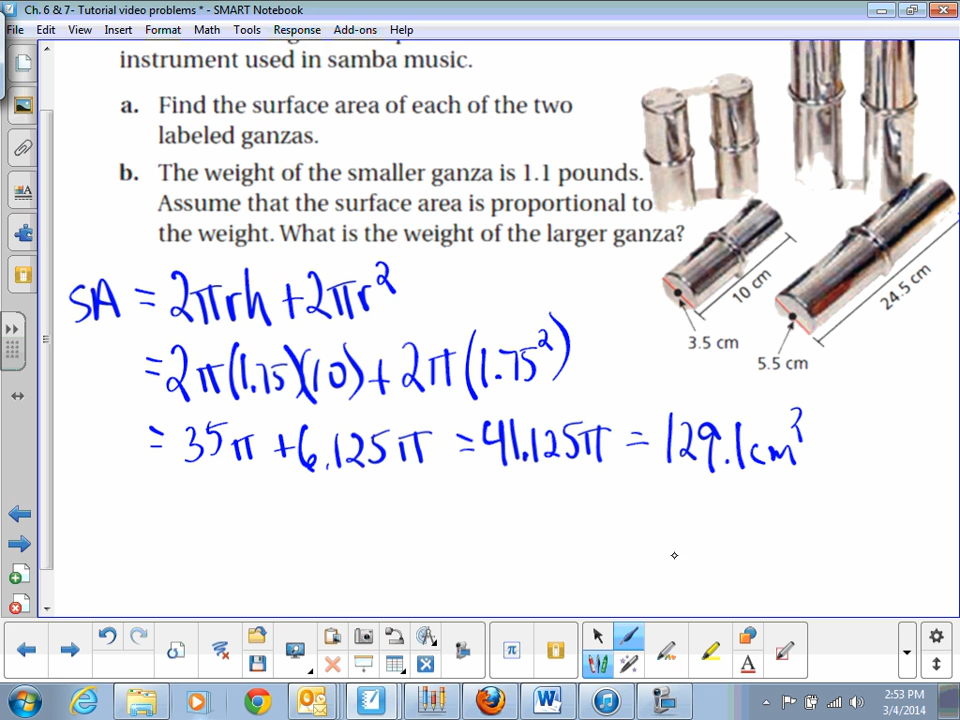 Ch. 6 & 7- Tutorial video problems * - SMART Notebook
File Edit View Insert Format Math Tools Response Add-ons Help
instrument used in samba music.
a. Find the surface area of each of the two
labeled ganzas.
b. The weight of the smaller ganza is 1.1 pounds.
Assume that the surface area is proportional to
the weight. What is the weight of the larger ganza?
10 cm
24.5 cm
3.5 cm
5.5 cm
SA = 2πrh + 2πr²
= 2π(1.75)(10) + 2π(1.75²)
= 35π + 6.125π = 41.125π = 129.1cm²
2:53 PM
3/4/2014